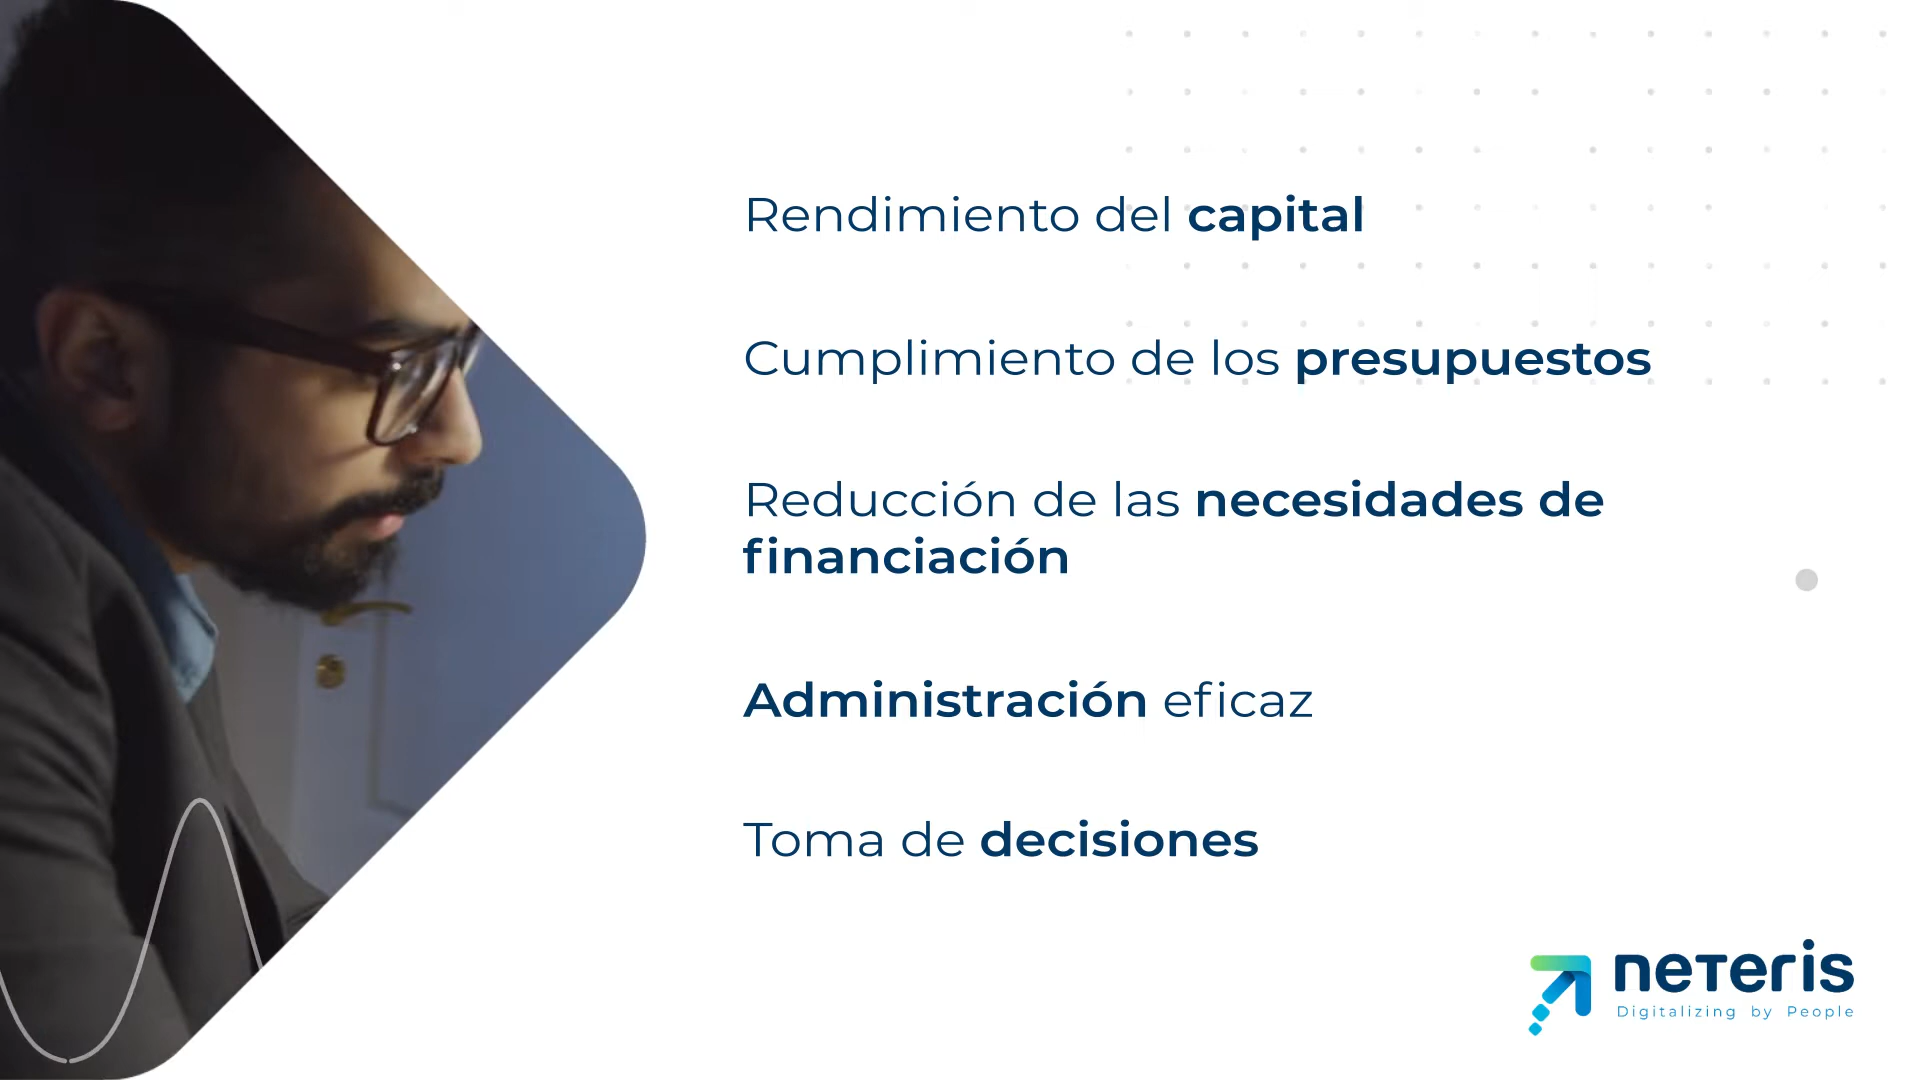 Rendimiento del capital
Cumplimiento de los presupuestos
Reducción de las necesidades de
financiación
Administración eficaz
Toma de decisiones
neteris
Digitalizing by People